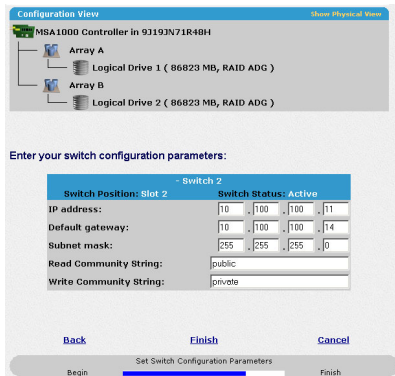 Configuration View Show Physical View
MSA1000 Controller in 9J19JN71R48H
Array A
Logical Drive 1 ( 86823 MB, RAID ADG )
Array B
Logical Drive 2 ( 86823 MB, RAID ADG )
Enter your switch configuration parameters:
- Switch 2
Switch Position: Slot 2 Switch Status: Active
IP address: 10 . 100 . 100 . 11
Default gateway: 10 . 100 . 100 . 14
Subnet mask: 255 . 255 . 255 . 0
Read Community String: public
Write Community String: private
Back Finish Cancel
Set Switch Configuration Parameters
Begin Finish